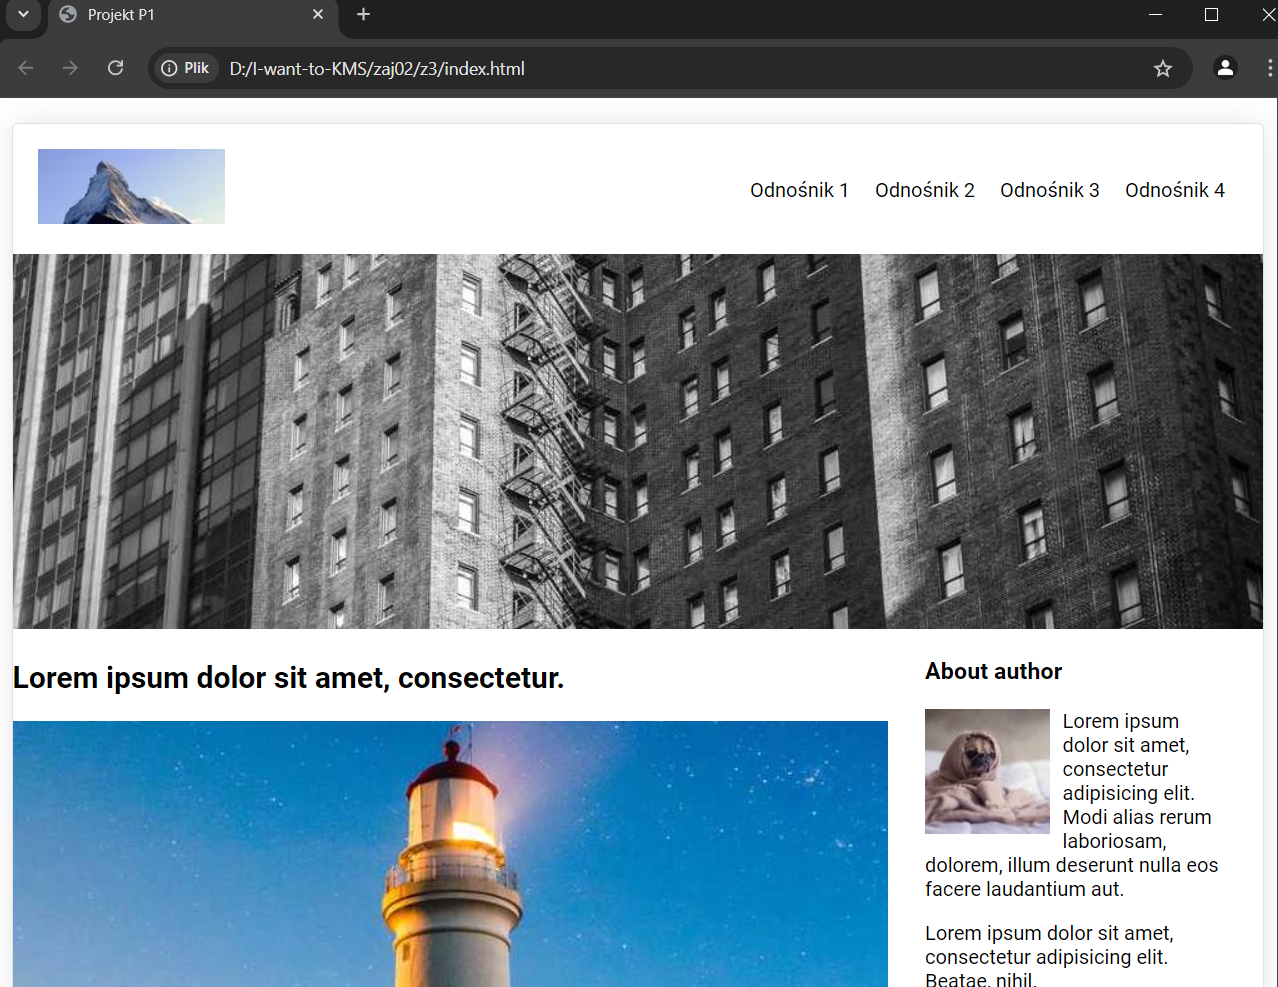 Projekt P1
Plik D:/I-want-to-KMS/zaj02/z3/index.html
Odnośnik 1 Odnośnik 2 Odnośnik 3 Odnośnik 4
Lorem ipsum dolor sit amet, consectetur.
About author
Lorem ipsum
dolor sit amet,
consectetur
adipisicing elit.
Modi alias rerum
laboriosam,
dolorem, illum deserunt nulla eos
facere laudantium aut.
Lorem ipsum dolor sit amet,
consectetur adipisicing elit.
Beatae, nihil.